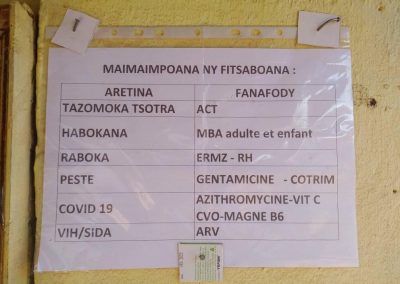 MAIMAIMPOANA NY FITSABOANA :
ARETINA FANAFODY
TAZOMOKA TSOTRA ACT
HABOKANA MBA adulte et enfant
RABOKA ERMZ - RH
PESTE GENTAMICINE - COTRIM
COVID 19 AZITHROMYCINE-VIT C
CVO-MAGNE B6
VIH/SiDA ARV